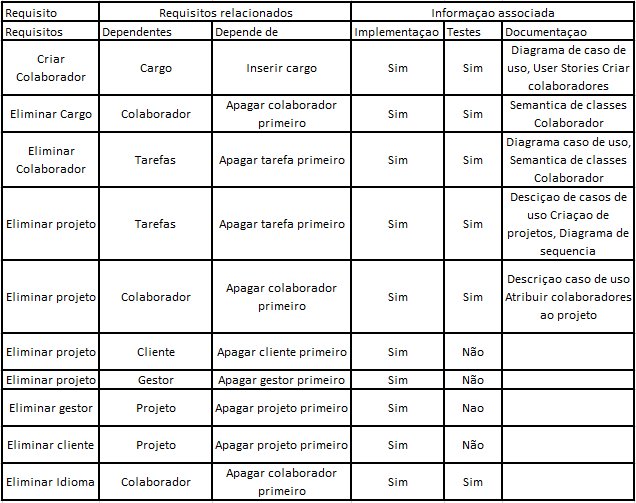 Requisito Requisitos relacionados Informaçao associada
Requisitos Dependentes Depende de Implementaçao Testes Documentaçao
Criar
Colaborador
Cargo
Inserir cargo
Sim
Sim
Diagrama de caso de
uso, User Stories Criar
colaboradores
Eliminar Cargo
Colaborador
Apagar colaborador
primeiro
Sim
Sim
Semantica de classes
Colaborador
Eliminar
Colaborador
Tarefas
Apagar tarefa primeiro
Sim
Sim
Diagrama caso de uso,
Semantica de classes
Colaborador
Eliminar projeto
Tarefas
Apagar tarefa primeiro
Sim
Sim
Desciçao de casos de
uso Criaçao de
projetos, Diagrama de
sequencia
Eliminar projeto
Colaborador
Apagar colaborador
primeiro
Sim
Sim
Descriçao caso de uso
Atribuir colaboradores
ao projeto
Eliminar projeto Cliente Apagar cliente primeiro Sim Não
Eliminar projeto Gestor Apagar gestor primeiro Sim Não
Eliminar gestor Projeto Apagar projeto primeiro Sim Nao
Eliminar cliente Projeto Apagar projeto primeiro Sim Não
Eliminar Idioma
Colaborador
Apagar colaborador
primeiro
Sim
Sim